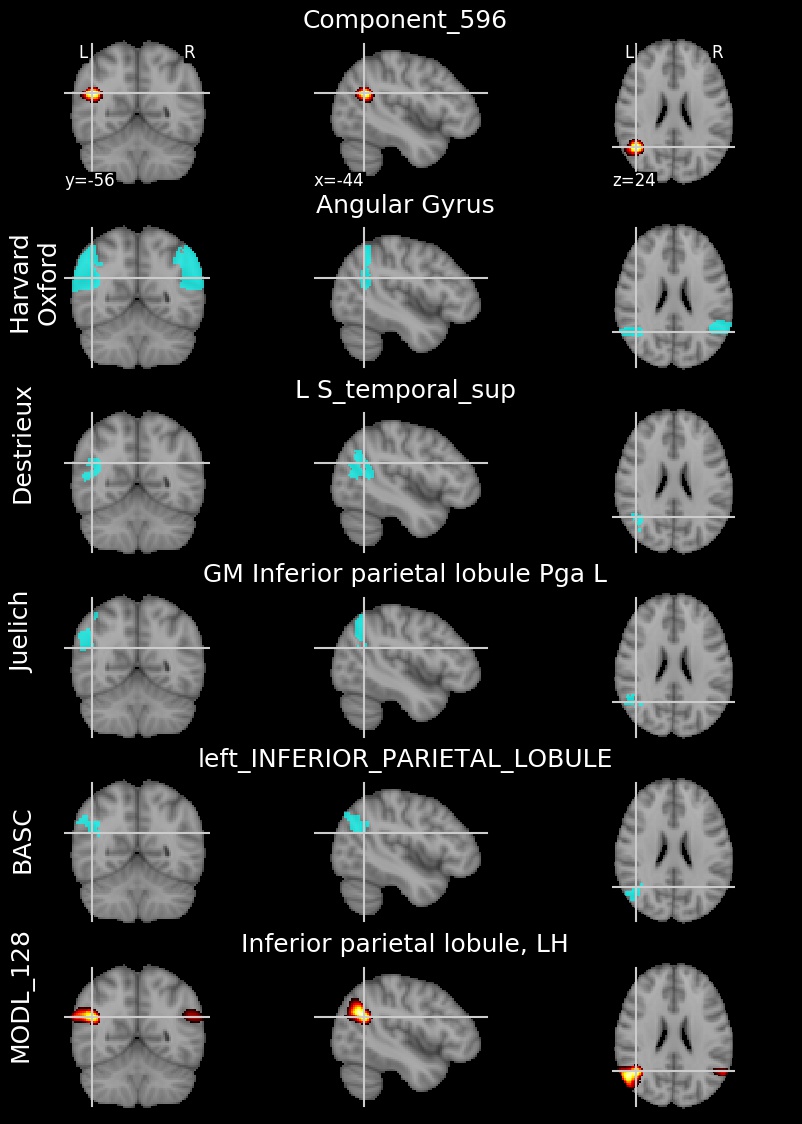 Component_596
L R
L R
y=-56
x=-44
z=24
Angular Gyrus
Harvard
Oxford
L S_temporal_sup
Destrieux
GM Inferior parietal lobule Pga L
Juelich
left_INFERIOR_PARIETAL_LOBULE
BASC
Inferior parietal lobule, LH
MODL_128